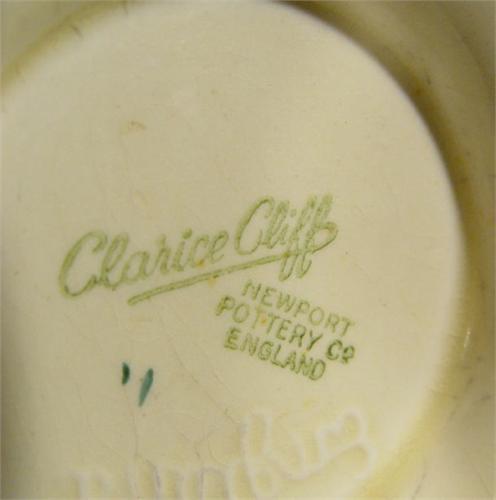 Clarice Cliff
NEWPORT
POTTERY Co
ENGLAND